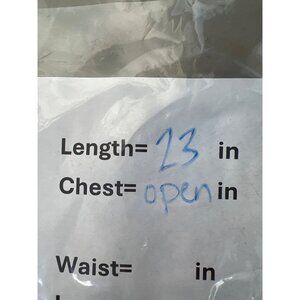 Length= 23 in
Chest= open in
Waist= in